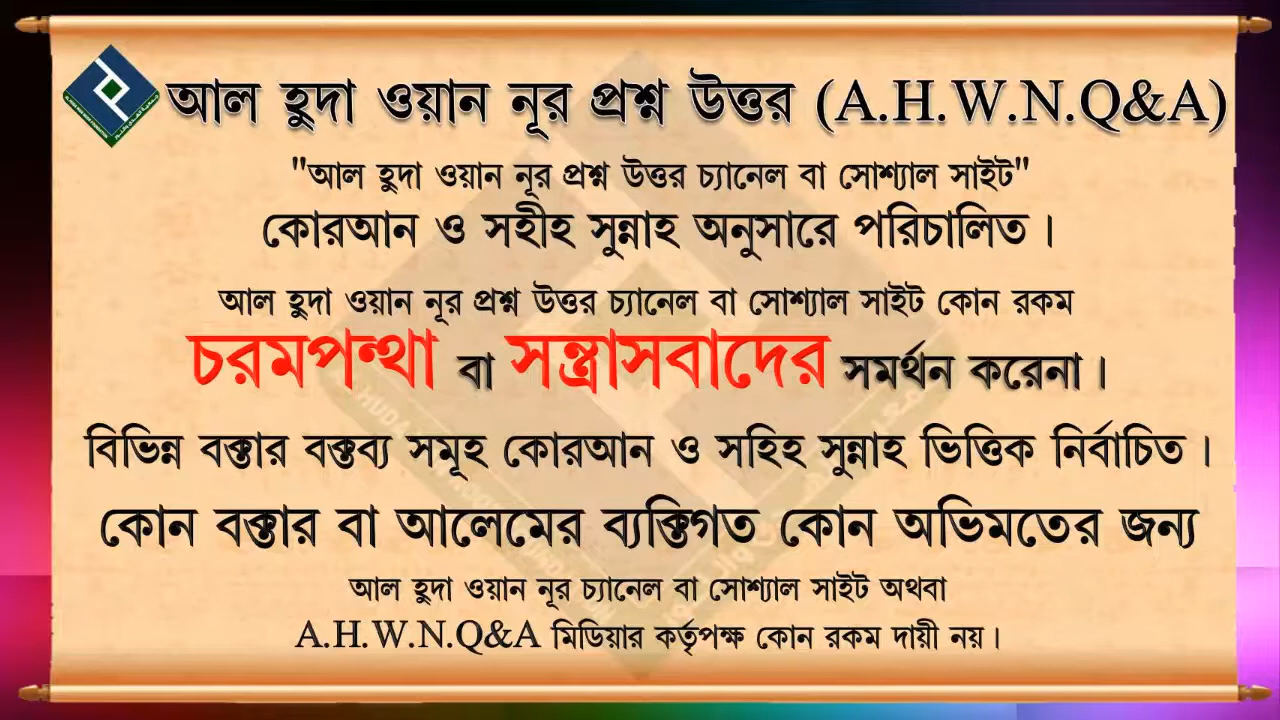 আল হুদা ওয়ান নূর প্রশ্ন উত্তর (A.H.W.N.Q&A)
"আল হুদা ওয়ান নূর প্রশ্ন উত্তর চ্যানেল বা সোশ্যাল সাইট"
কোরআন ও সহীহ সুন্নাহ অনুসারে পরিচালিত।
আল হুদা ওয়ান নূর প্রশ্ন উত্তর চ্যানেল বা সোশ্যাল সাইট কোন রকম
চরমপন্থা বা সন্ত্রাসবাদের সমর্থন করেনা।
বিভিন্ন বক্তার বক্তব্য সমূহ কোরআন ও সহিহ সুন্নাহ ভিত্তিক নির্বাচিত।
কোন বক্তার বা আলেমের ব্যক্তিগত কোন অভিমতের জন্য
আল হুদা ওয়ান নূর চ্যানেল বা সোশ্যাল সাইট অথবা
A.H.W.N.Q&A মিডিয়ার কর্তৃপক্ষ কোন রকম দায়ী নয়।